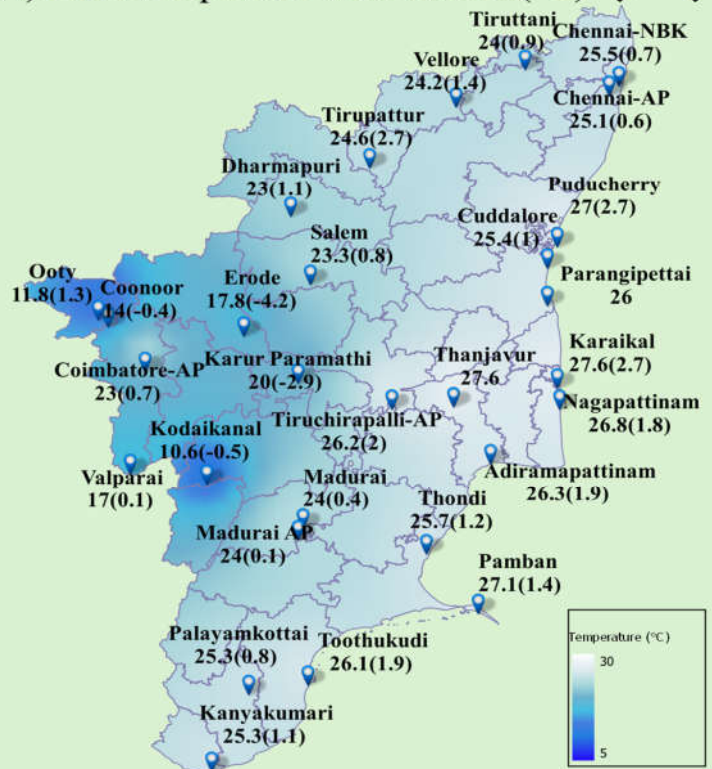 Tiruttani
24(0.9)
Chennai-NBK
25.5(0.7)
Vellore
24.2(1.4)
Chennai-AP
25.1(0.6)
Tirupattur
24.6(2.7)
Dharmapuri
23(1.1)
Puducherry
27(2.7)
Cuddalore
25.4(1)
Salem
23.3(0.8)
Ooty
11.8(1.3)
Coonoor
14(-0.4)
Erode
17.8(-4.2)
Parangipettai
26
Coimbatore-AP
23(0.7)
Karur Paramathi
20(-2.9)
Thanjavur
27.6
Karaikal
27.6(2.7)
Nagapattinam
26.8(1.8)
Tiruchirapalli-AP
26.2(2)
Kodaikanal
10.6(-0.5)
Valparai
17(0.1)
Madurai
24(0.4)
Adiramapattinam
26.3(1.9)
Thondi
25.7(1.2)
Madurai AP
24(0.1)
Pamban
27.1(1.4)
Palayamkottai
25.3(0.8)
Toothukudi
26.1(1.9)
Kanyakumari
25.3(1.1)
Temperature (°C)
30
5